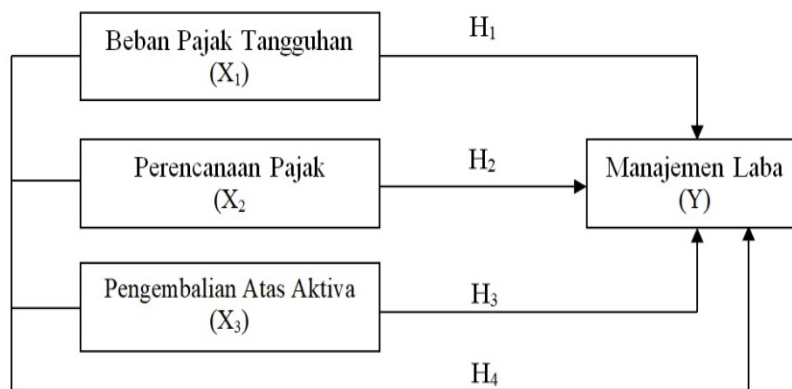 Beban Pajak Tangguhan
(X₁)
H₁
Perencanaan Pajak
(X₂
H₂
Manajemen Laba
(Y)
Pengembalian Atas Aktiva
(X₃)
H₃
H₄